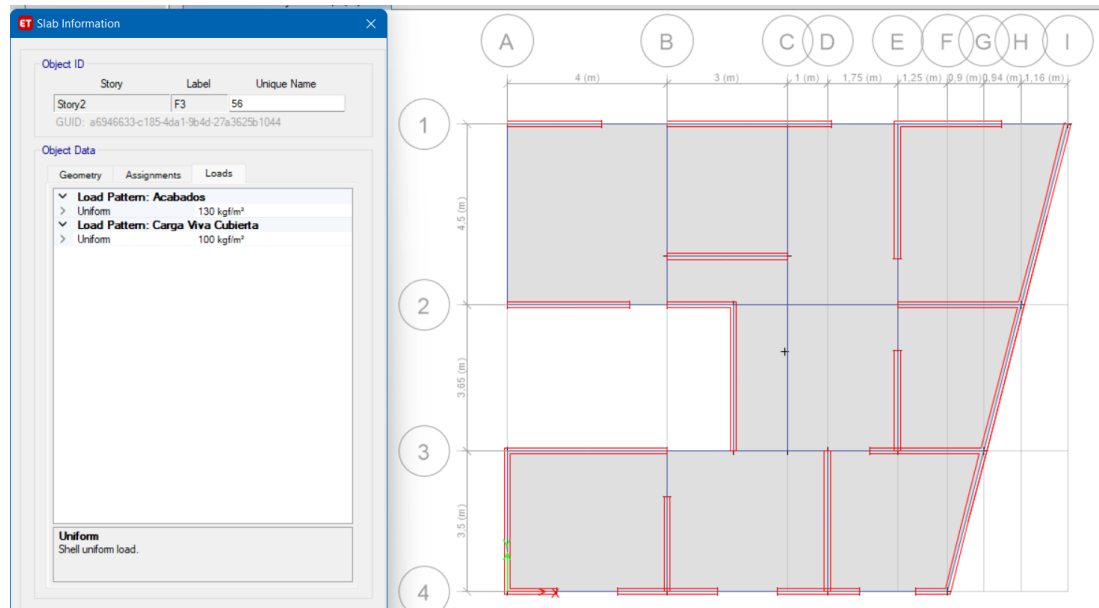 ET Slab Information
Object ID
Story Label Unique Name
Story2 F3 56
GUID: a6946633-c185-4da1-9b4d-27a3625b1044
Object Data
Geometry Assignments Loads
Load Pattern: Acabados
Uniform 130 kgf/m²
Load Pattern: Carga Viva Cubierta
Uniform 100 kgf/m²
Uniform
Shell uniform load.
A B C D E F G H I
4 (m) 3 (m) 1 (m) 1,75 (m) 1,25 (m) 0,9 (m) 0,94 (m) 1,16 (m)
1
4.5 (m)
2
3,65 (m)
3
3.5 (m)
4
Y
X